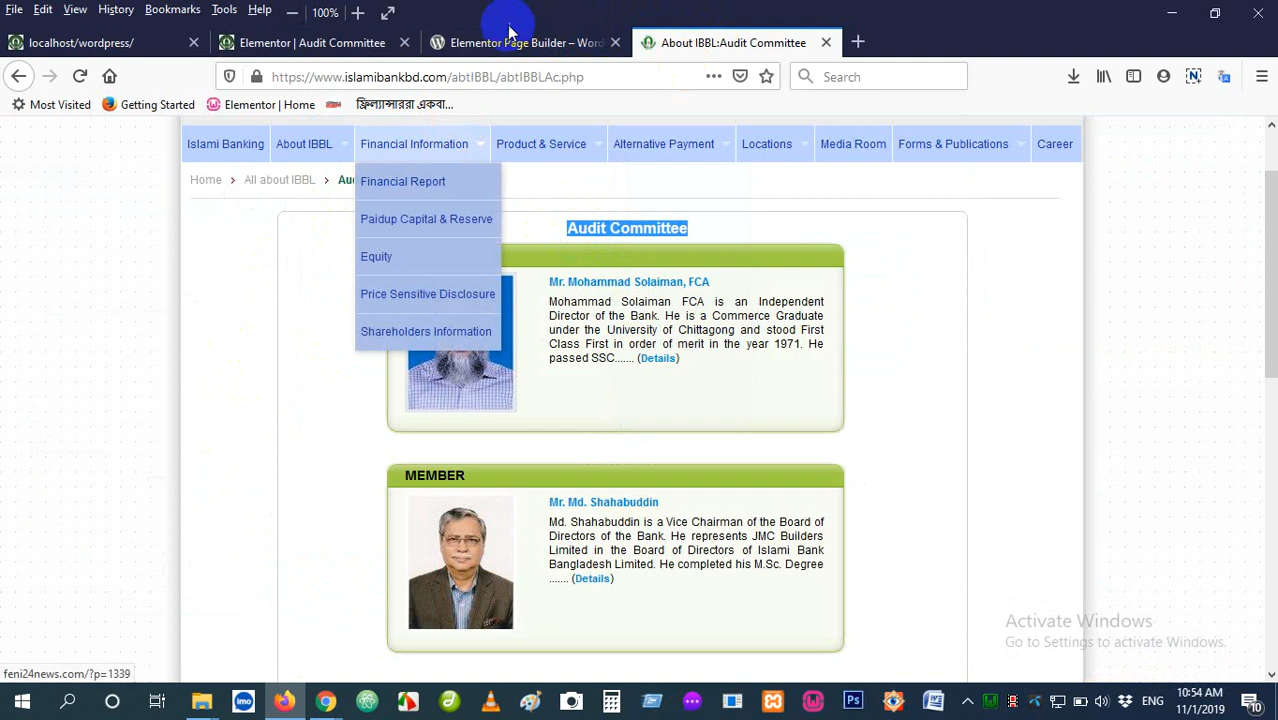 File Edit View History Bookmarks Tools Help 100%
localhost/wordpress/ Elementor | Audit Committee Elementor Page Builder – Word About IBBL:Audit Committee
https://www.islamibankbd.com/abtIBBL/abtIBBLAc.php Search
Most Visited Getting Started Elementor | Home ফ্রিল্যান্সাররা একবা...
Islami Banking About IBBL Financial Information Product & Service Alternative Payment Locations Media Room Forms & Publications Career
Home All about IBBL
Financial Report
Paidup Capital & Reserve
Equity
Price Sensitive Disclosure
Shareholders Information
Audit Committee
Mr. Mohammad Solaiman, FCA
Mohammad Solaiman FCA is an Independent
Director of the Bank. He is a Commerce Graduate
under the University of Chittagong and stood First
Class First in order of merit in the year 1971. He
passed SSC....... (Details)
MEMBER
Mr. Md. Shahabuddin
Md. Shahabuddin is a Vice Chairman of the Board of
Directors of the Bank. He represents JMC Builders
Limited in the Board of Directors of Islami Bank
Bangladesh Limited. He completed his M.Sc. Degree
....... (Details)
Activate Windows
Go to Settings to activate Windows.
feni24news.com/?p=1339
imo Ps W ENG 10:54 AM
11/1/2019 10